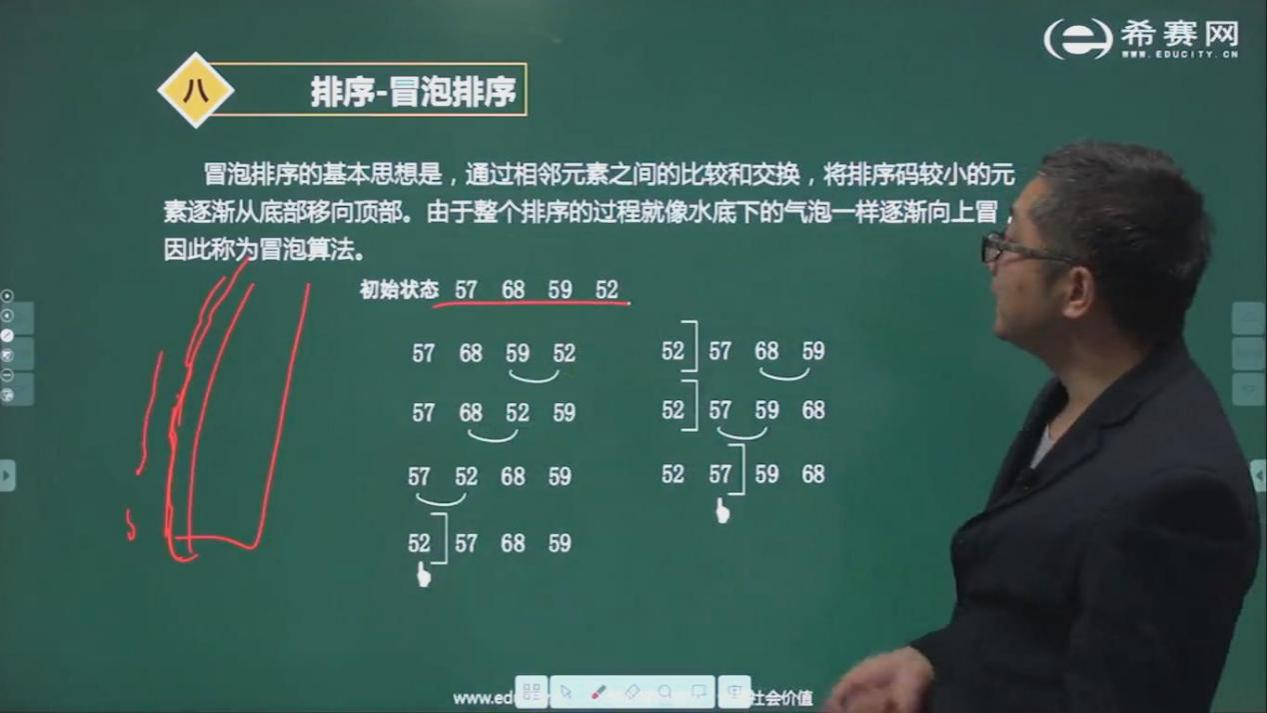 希赛网
WWW.EDUCITY.CN
八
排序-冒泡排序
冒泡排序的基本思想是，通过相邻元素之间的比较和交换，将排序码较小的元
素逐渐从底部移向顶部。由于整个排序的过程就像水底下的气泡一样逐渐向上冒，
因此称为冒泡算法。
初始状态 57 68 59 52
57 68 59 52
57 68 52 59
57 52 68 59
52 ] 57 68 59
52 ] 57 68 59
52 ] 57 59 68
52 57 ] 59 68
社会价值